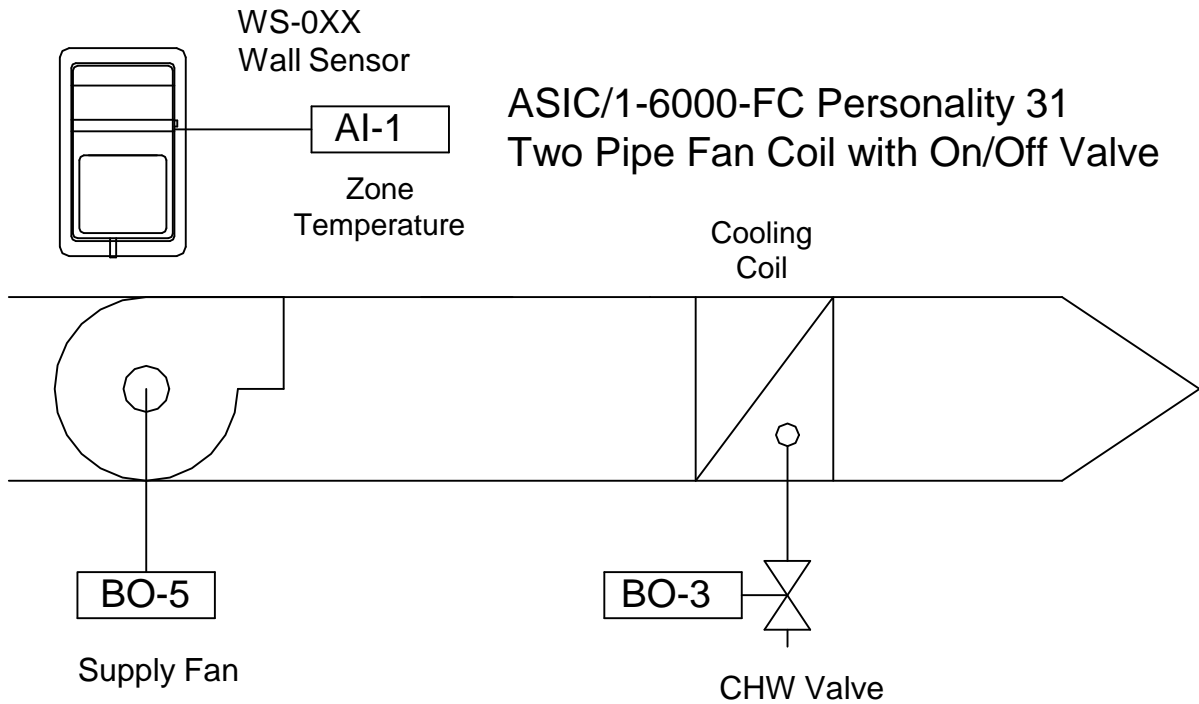 WS-0XX
Wall Sensor
ASIC/1-6000-FC Personality 31
Two Pipe Fan Coil with On/Off Valve
AI-1
Zone
Temperature
Cooling
Coil
BO-5
BO-3
Supply Fan
CHW Valve